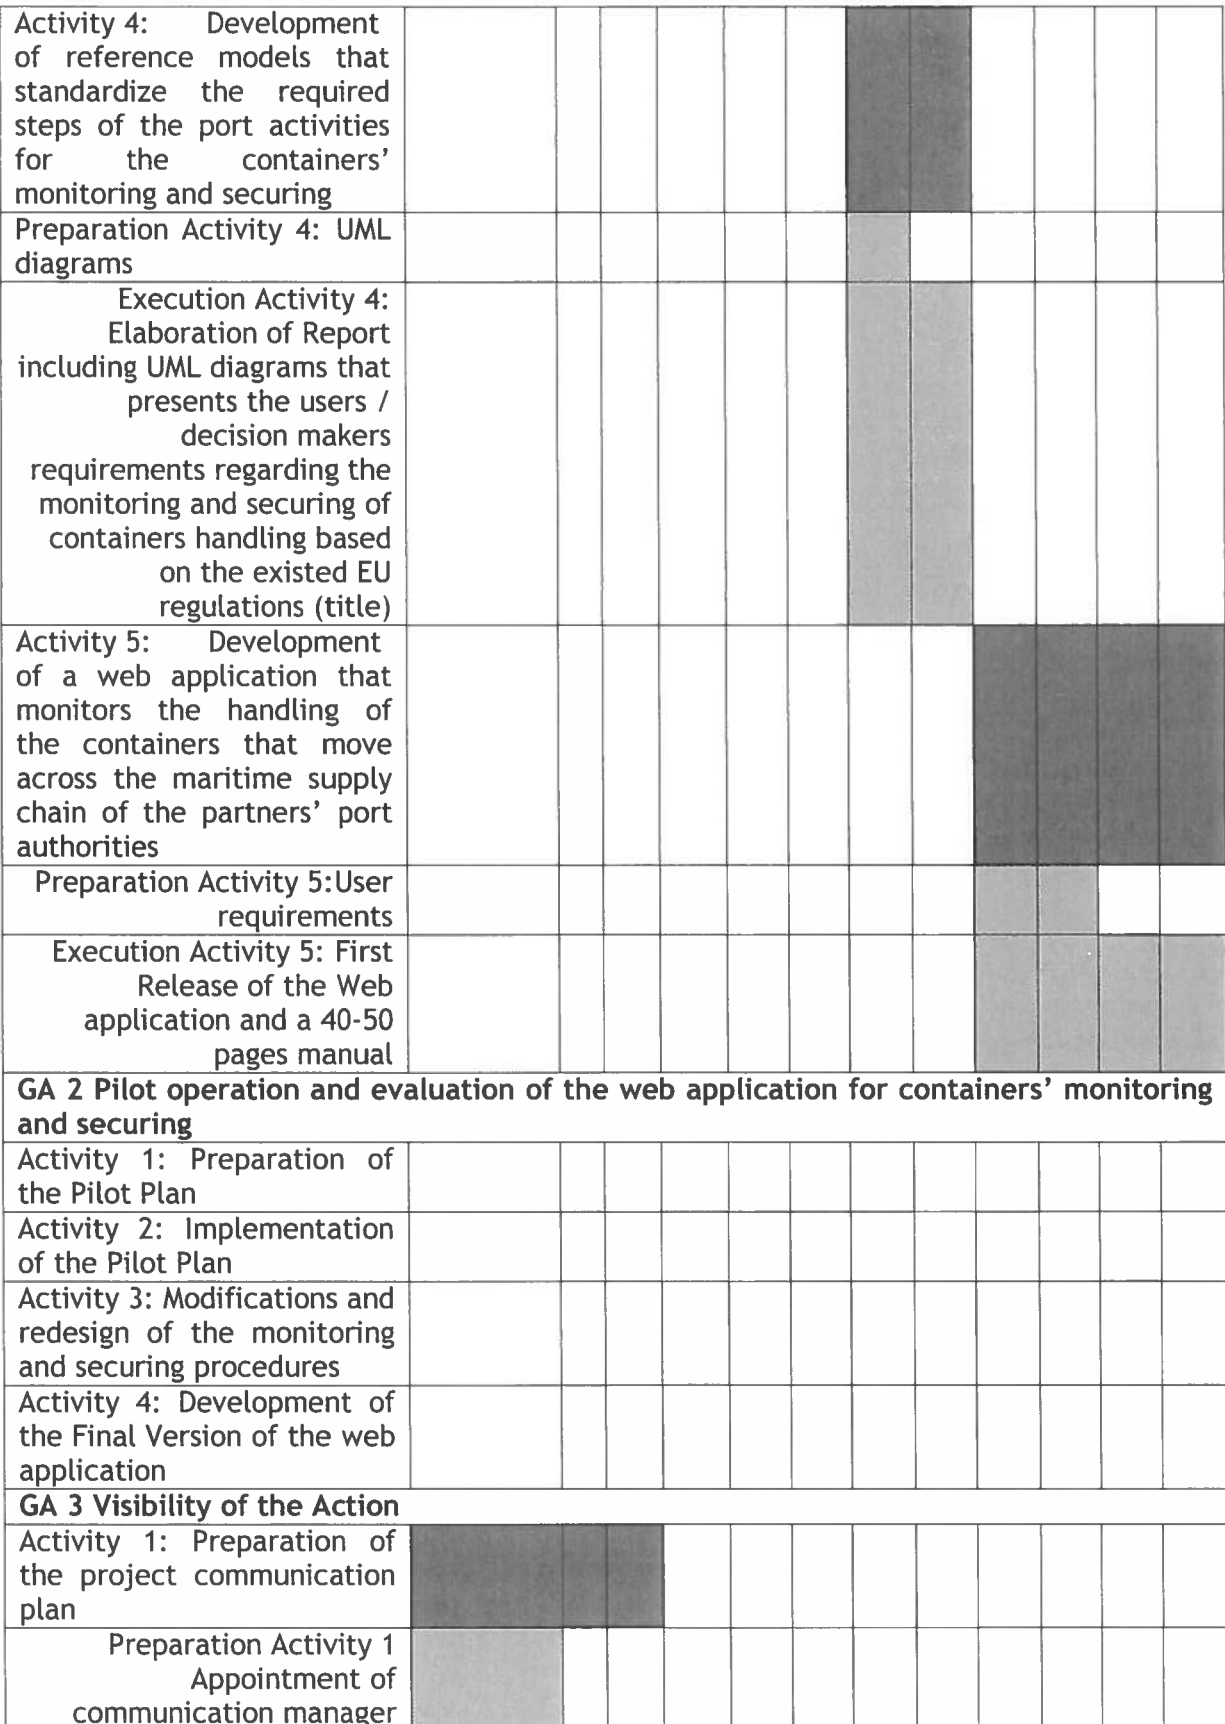 Activity 4: Development
of reference models that
standardize the required
steps of the port activities
for the containers'
monitoring and securing
Preparation Activity 4: UML
diagrams
Execution Activity 4:
Elaboration of Report
including UML diagrams that
presents the users /
decision makers
requirements regarding the
monitoring and securing of
containers handling based
on the existed EU
regulations (title)
Activity 5: Development
of a web application that
monitors the handling of
the containers that move
across the maritime supply
chain of the partners' port
authorities
Preparation Activity 5:User
requirements
Execution Activity 5: First
Release of the Web
application and a 40-50
pages manual
GA 2 Pilot operation and evaluation of the web application for containers' monitoring
and securing
Activity 1: Preparation of
the Pilot Plan
Activity 2: Implementation
of the Pilot Plan
Activity 3: Modifications and
redesign of the monitoring
and securing procedures
Activity 4: Development of
the Final Version of the web
application
GA 3 Visibility of the Action
Activity 1: Preparation of
the project communication
plan
Preparation Activity 1
Appointment of
communication manager